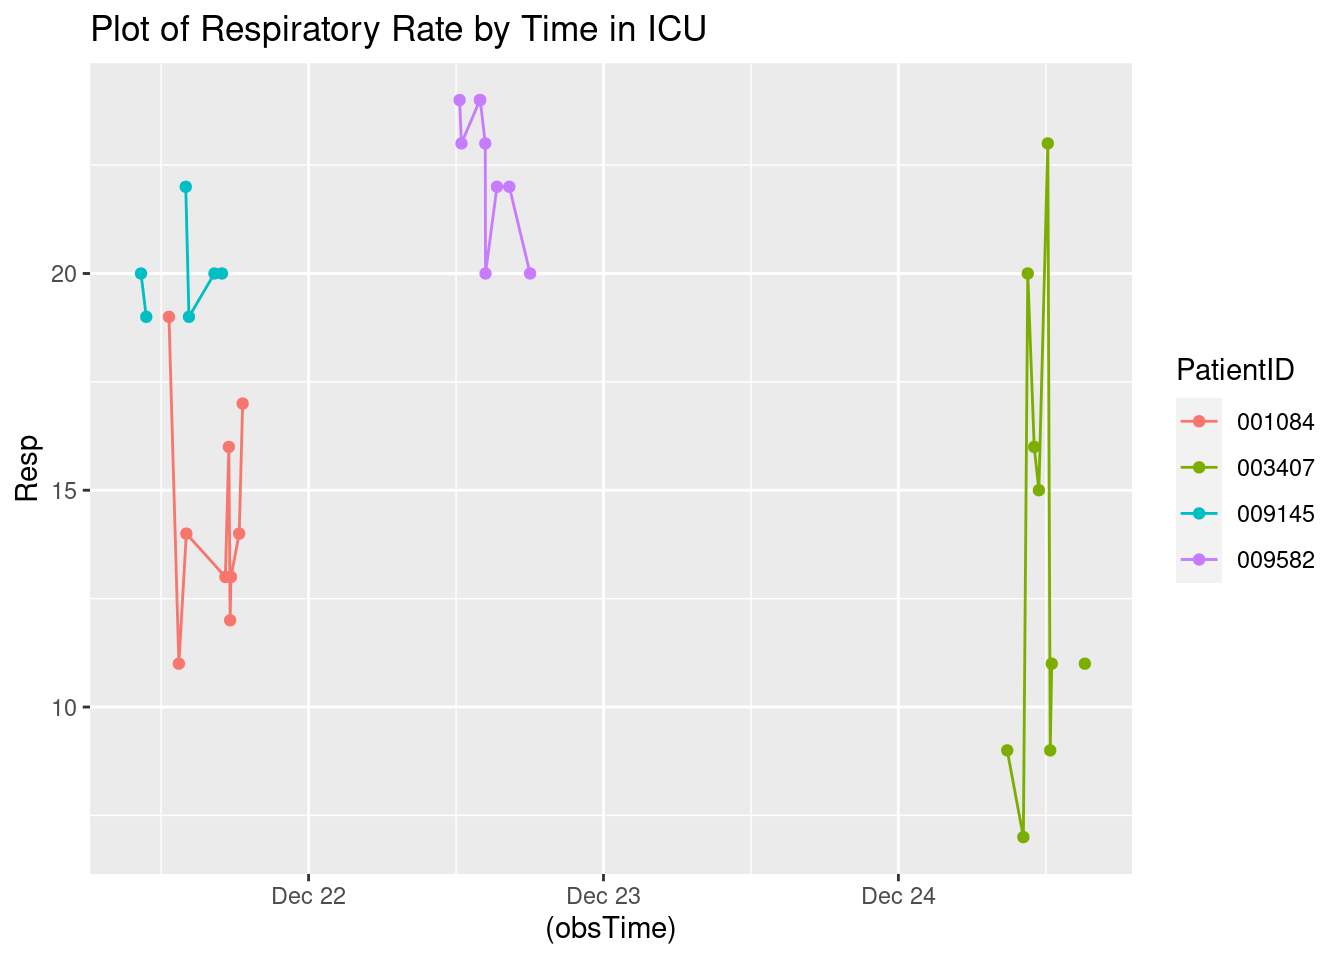 Plot of Respiratory Rate by Time in ICU
Resp
20
15
10
Dec 22
Dec 23
Dec 24
(obsTime)
PatientID
001084
003407
009145
009582